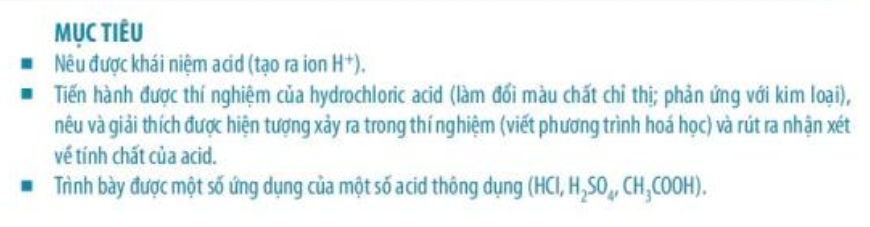 MỤC TIÊU
▪ Nêu được khái niệm acid (tạo ra ion H⁺).
▪ Tiến hành được thí nghiệm của hydrochloric acid (làm đổi màu chất chỉ thị; phản ứng với kim loại),
nêu và giải thích được hiện tượng xảy ra trong thí nghiệm (viết phương trình hoá học) và rút ra nhận xét
về tính chất của acid.
▪ Trình bày được một số ứng dụng của một số acid thông dụng (HCl, H₂SO₄, CH₃COOH).